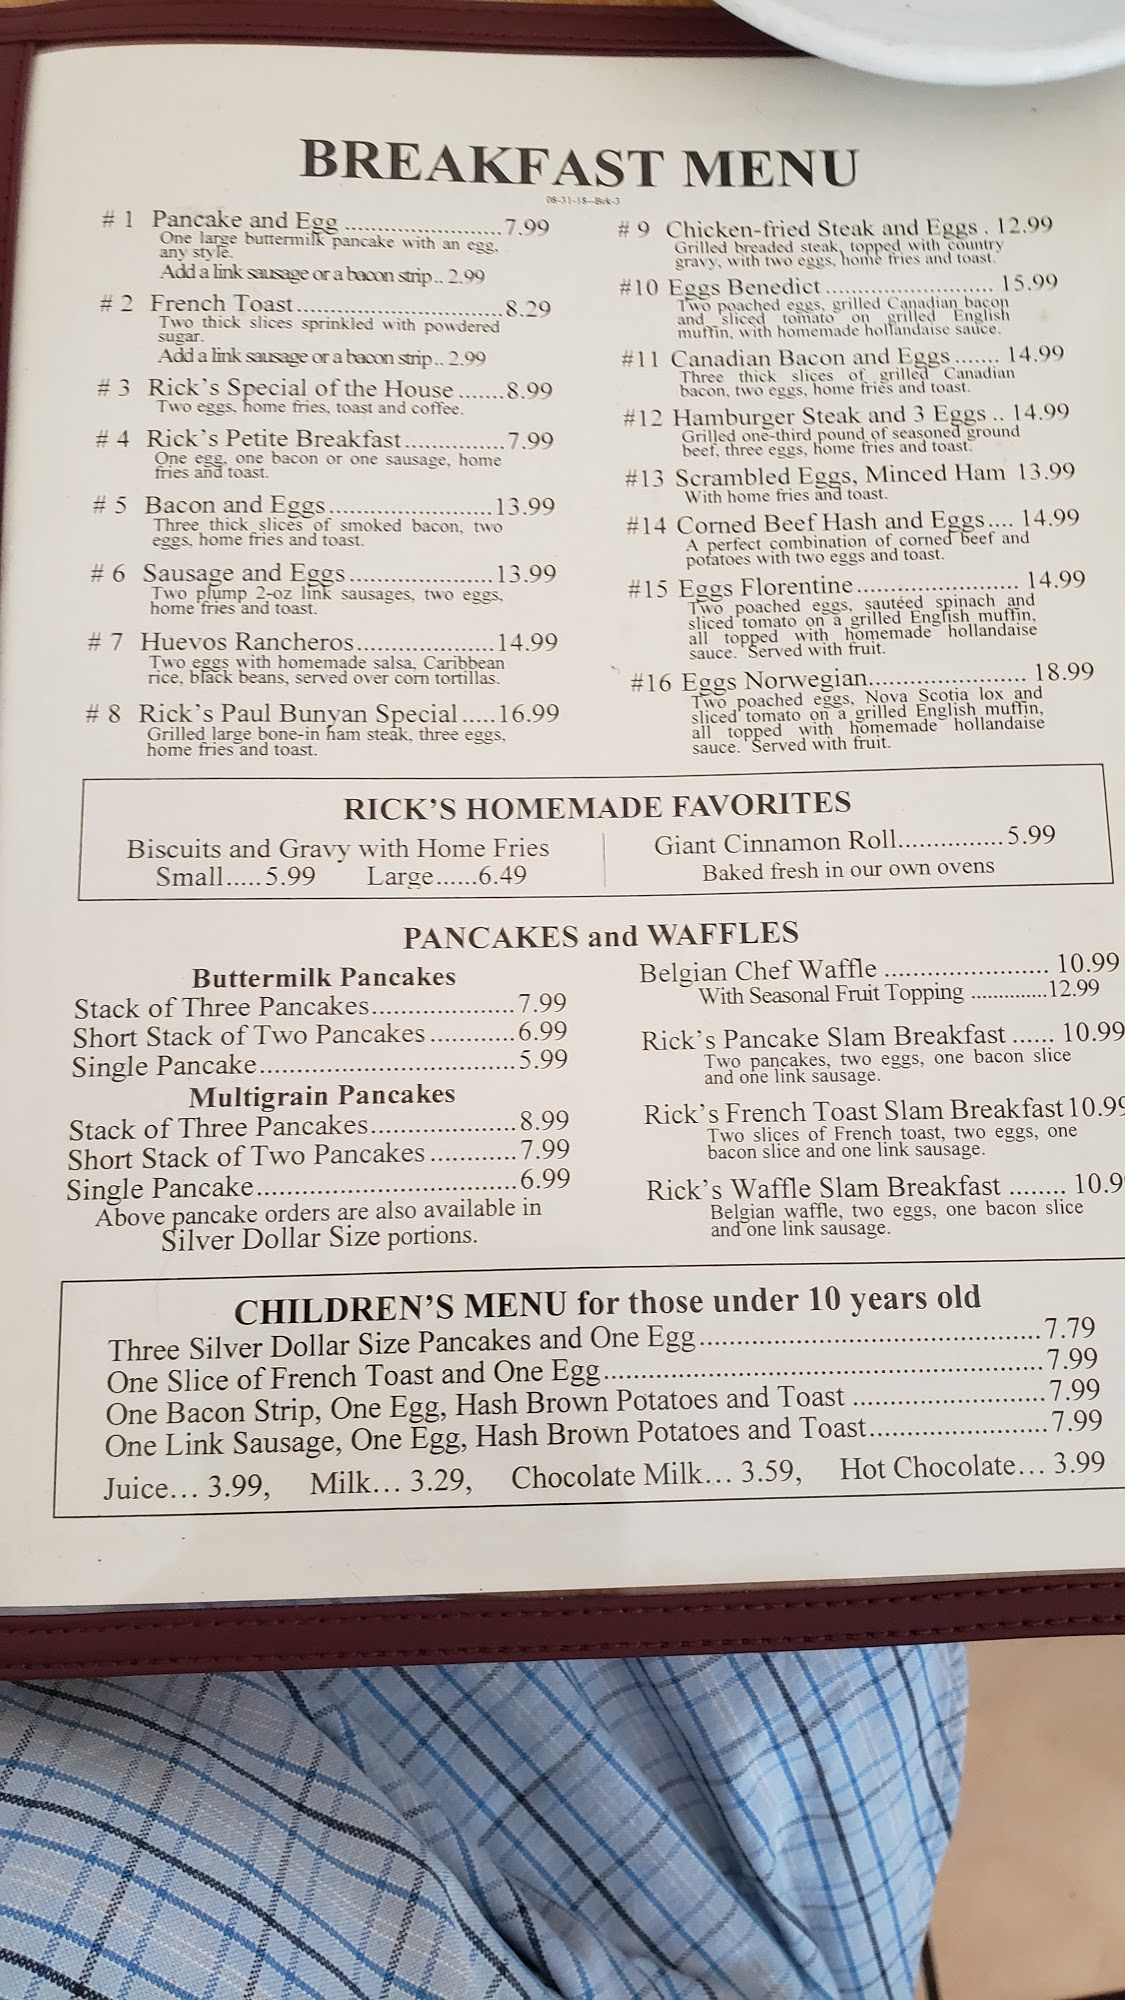 BREAKFAST MENU
08-31-18--Bek-3
# 1 Pancake and Egg ..........................7.99
One large buttermilk pancake with an egg,
any style.
Add a link sausage or a bacon strip.. 2.99
# 2 French Toast...................................8.29
Two thick slices sprinkled with powdered
sugar.
Add a link sausage or a bacon strip.. 2.99
# 3 Rick's Special of the House .......8.99
Two eggs, home fries, toast and coffee.
# 4 Rick's Petite Breakfast................7.99
One egg, one bacon or one sausage, home
fries and toast.
# 5 Bacon and Eggs.........................13.99
Three thick slices of smoked bacon, two
eggs, home fries and toast.
# 6 Sausage and Eggs......................13.99
Two plump 2-oz link sausages, two eggs,
home fries and toast.
# 7 Huevos Rancheros.....................14.99
Two eggs with homemade salsa, Caribbean
rice, black beans, served over corn tortillas.
# 8 Rick's Paul Bunyan Special.....16.99
Grilled large bone-in ham steak, three eggs,
home fries and toast.
# 9 Chicken-fried Steak and Eggs . 12.99
Grilled breaded steak, topped with country
gravy, with two eggs, home fries and toast.
#10 Eggs Benedict.......................... 15.99
Two poached eggs, grilled Canadian bacon
and sliced tomato on grilled English
muffin, with homemade hollandaise sauce.
#11 Canadian Bacon and Eggs....... 14.99
Three thick slices of grilled Canadian
bacon, two eggs, home fries and toast.
#12 Hamburger Steak and 3 Eggs .. 14.99
Grilled one-third pound of seasoned ground
beef, three eggs, home fries and toast.
#13 Scrambled Eggs, Minced Ham 13.99
With home fries and toast.
#14 Corned Beef Hash and Eggs.... 14.99
A perfect combination of corned beef and
potatoes with two eggs and toast.
#15 Eggs Florentine........................ 14.99
Two poached eggs, sautéed spinach and
sliced tomato on a grilled English muffin,
all topped with homemade hollandaise
sauce. Served with fruit.
#16 Eggs Norwegian....................... 18.99
Two poached eggs, Nova Scotia lox and
sliced tomato on a grilled English muffin,
all topped with homemade hollandaise
sauce. Served with fruit.
RICK'S HOMEMADE FAVORITES
Biscuits and Gravy with Home Fries
Small.....5.99 Large......6.49
Giant Cinnamon Roll...............5.99
Baked fresh in our own ovens
PANCAKES and WAFFLES
Buttermilk Pancakes
Stack of Three Pancakes....................7.99
Short Stack of Two Pancakes............6.99
Single Pancake....................................5.99
Multigrain Pancakes
Stack of Three Pancakes....................8.99
Short Stack of Two Pancakes............7.99
Single Pancake.....................................6.99
Above pancake orders are also available in
Silver Dollar Size portions.
Belgian Chef Waffle ........................ 10.99
With Seasonal Fruit Topping ..............12.99
Rick's Pancake Slam Breakfast ...... 10.99
Two pancakes, two eggs, one bacon slice
and one link sausage.
Rick's French Toast Slam Breakfast 10.99
Two slices of French toast, two eggs, one
bacon slice and one link sausage.
Rick's Waffle Slam Breakfast ........ 10.9
Belgian waffle, two eggs, one bacon slice
and one link sausage.
CHILDREN'S MENU for those under 10 years old
Three Silver Dollar Size Pancakes and One Egg................................................7.79
One Slice of French Toast and One Egg..............................................................7.99
One Bacon Strip, One Egg, Hash Brown Potatoes and Toast ...........................7.99
One Link Sausage, One Egg, Hash Brown Potatoes and Toast.........................7.99
Juice... 3.99, Milk... 3.29, Chocolate Milk... 3.59, Hot Chocolate... 3.99